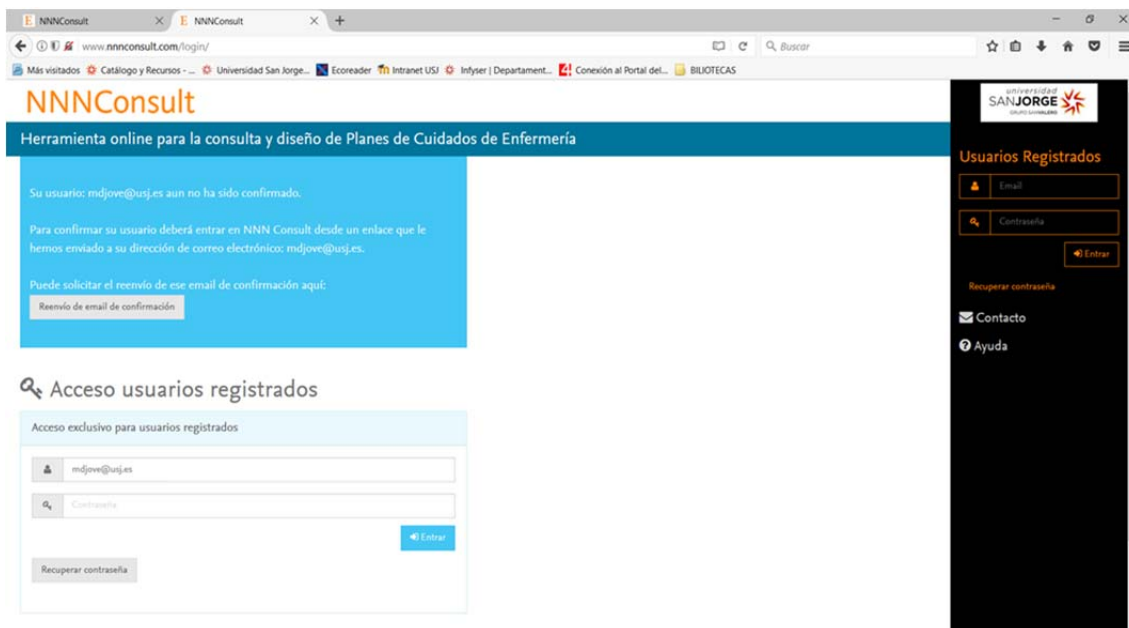 NNNConsult
NNNConsult
www.nnnconsult.com/login/
Buscar
Más visitados Catálogo y Recursos - ... Universidad San Jorge... Ecoreader Intranet USJ Infyser | Departament... Conexión al Portal del... BILIOTECAS
NNNConsult
Herramienta online para la consulta y diseño de Planes de Cuidados de Enfermería
Su usuario: mdjove@usj.es aun no ha sido confirmado.
Para confirmar su usuario deberá entrar en NNN Consult desde un enlace que le
hemos enviado a su dirección de correo electrónico: mdjove@usj.es.
Puede solicitar el reenvío de ese email de confirmación aquí:
Reenvío de email de confirmación
Acceso usuarios registrados
Acceso exclusivo para usuarios registrados
mdjove@usj.es
Contraseña
Entrar
Recuperar contraseña
universidad
SANJORGE
GRUPO SANVALERO
Usuarios Registrados
Email
Contraseña
Entrar
Recuperar contraseña
Contacto
Ayuda